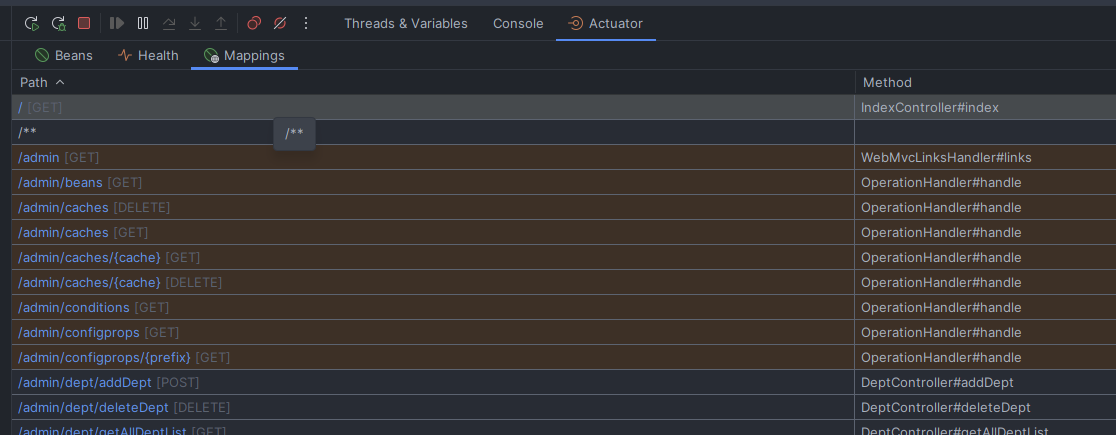 Threads & Variables Console Actuator
Beans Health Mappings
Path Method
/ [GET] IndexController#index
/**
/**
/admin [GET] WebMvcLinksHandler#links
/admin/beans [GET] OperationHandler#handle
/admin/caches [DELETE] OperationHandler#handle
/admin/caches [GET] OperationHandler#handle
/admin/caches/{cache} [GET] OperationHandler#handle
/admin/caches/{cache} [DELETE] OperationHandler#handle
/admin/conditions [GET] OperationHandler#handle
/admin/configprops [GET] OperationHandler#handle
/admin/configprops/{prefix} [GET] OperationHandler#handle
/admin/dept/addDept [POST] DeptController#addDept
/admin/dept/deleteDept [DELETE] DeptController#deleteDept
/admin/dept/getAllDeptList [GET] DeptController#getAllDeptList